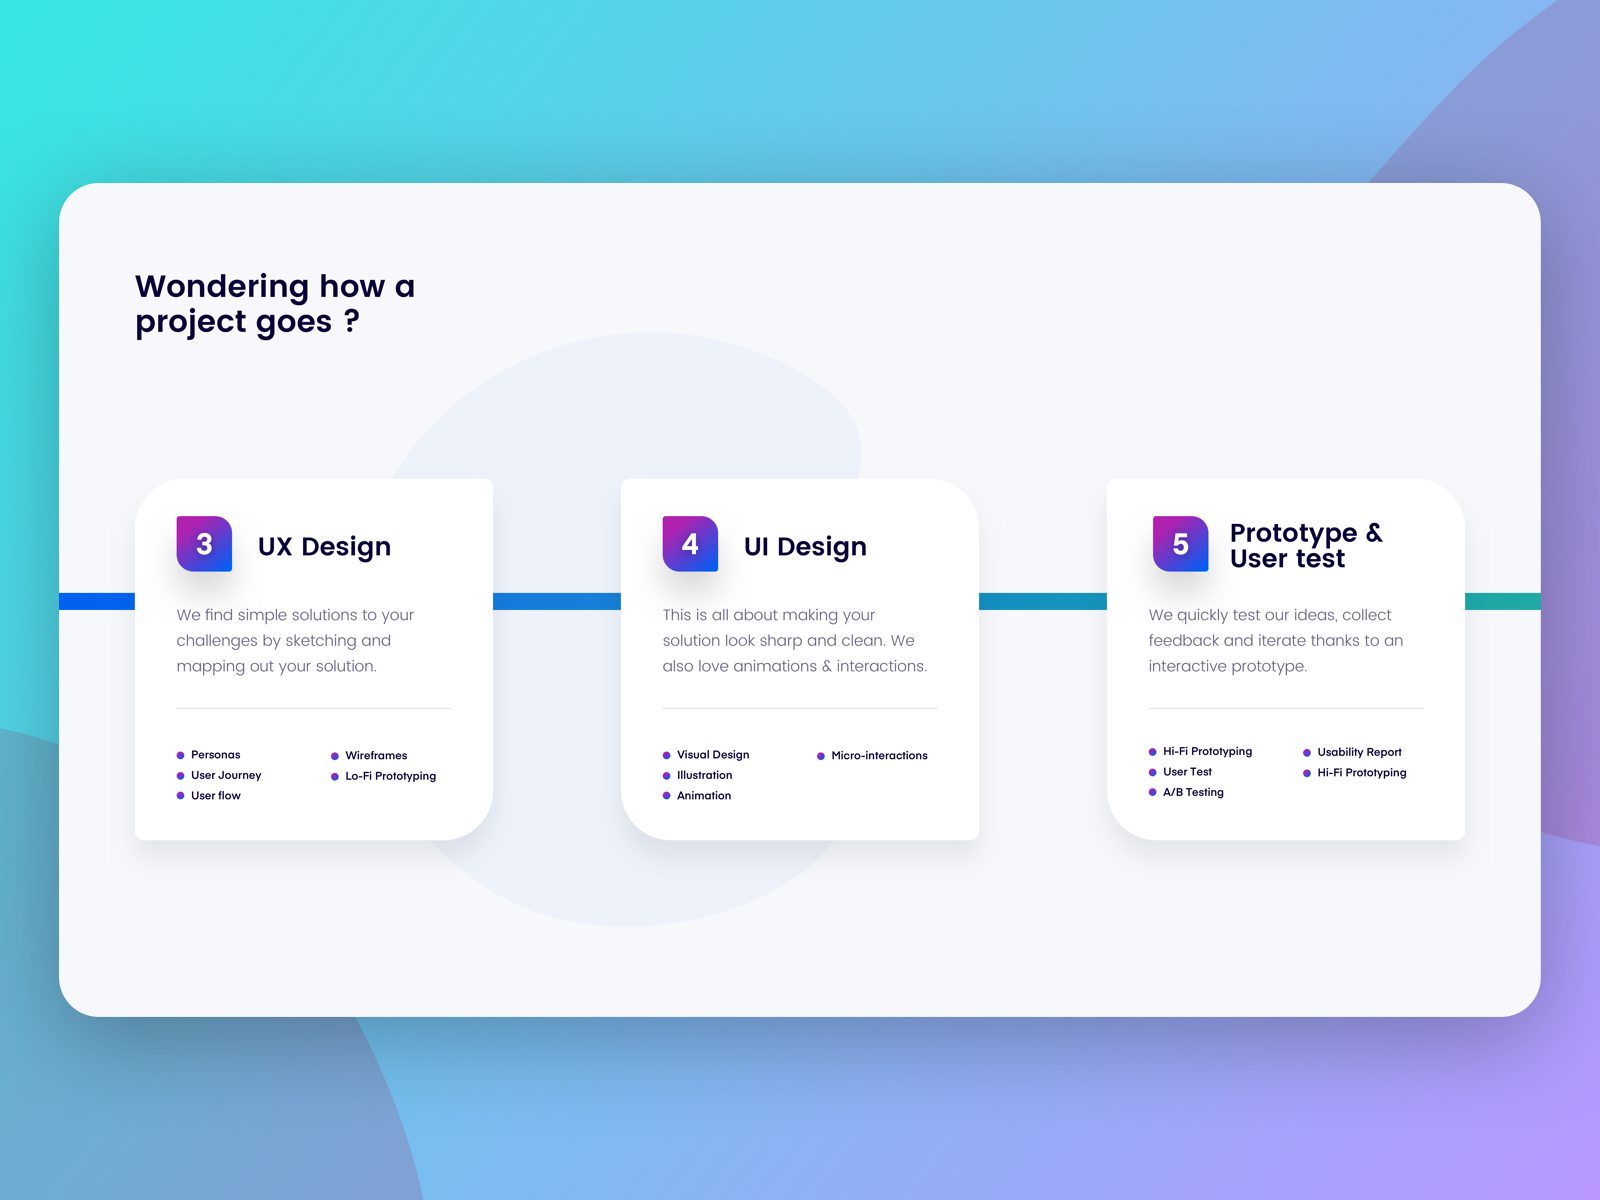 Wondering how a
project goes ?
3
UX Design
We find simple solutions to your
challenges by sketching and
mapping out your solution.
Personas
User Journey
User flow
Wireframes
Lo-Fi Prototyping
4
UI Design
This is all about making your
solution look sharp and clean. We
also love animations & interactions.
Visual Design
Illustration
Animation
Micro-interactions
5
Prototype &
User test
We quickly test our ideas, collect
feedback and iterate thanks to an
interactive prototype.
Hi-Fi Prototyping
User Test
A/B Testing
Usability Report
Hi-Fi Prototyping